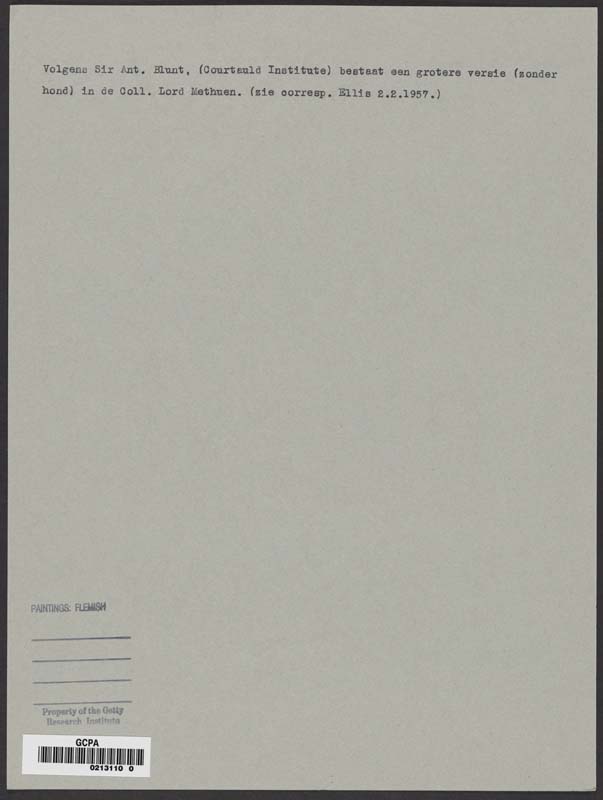 Volgens Sir Ant. Blunt, (Courtauld Institute) bestaat een grotere versie (zonder
hond) in de Coll. Lord Methuen. (zie corresp. Ellis 2.2.1957.)
PAINTINGS: FLEMISH
Property of the Getty
Research Institute
GCPA
0213110 0